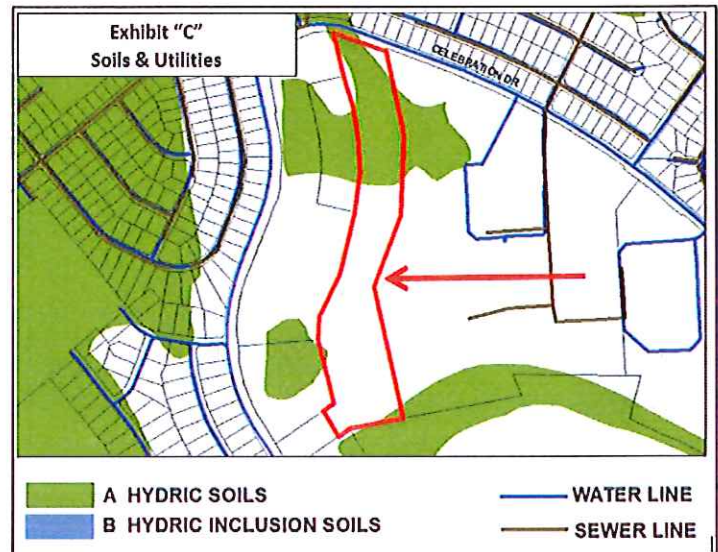 Exhibit “C”
Soils & Utilities
CELEBRATION DR
A HYDRIC SOILS
B HYDRIC INCLUSION SOILS
WATER LINE
SEWER LINE